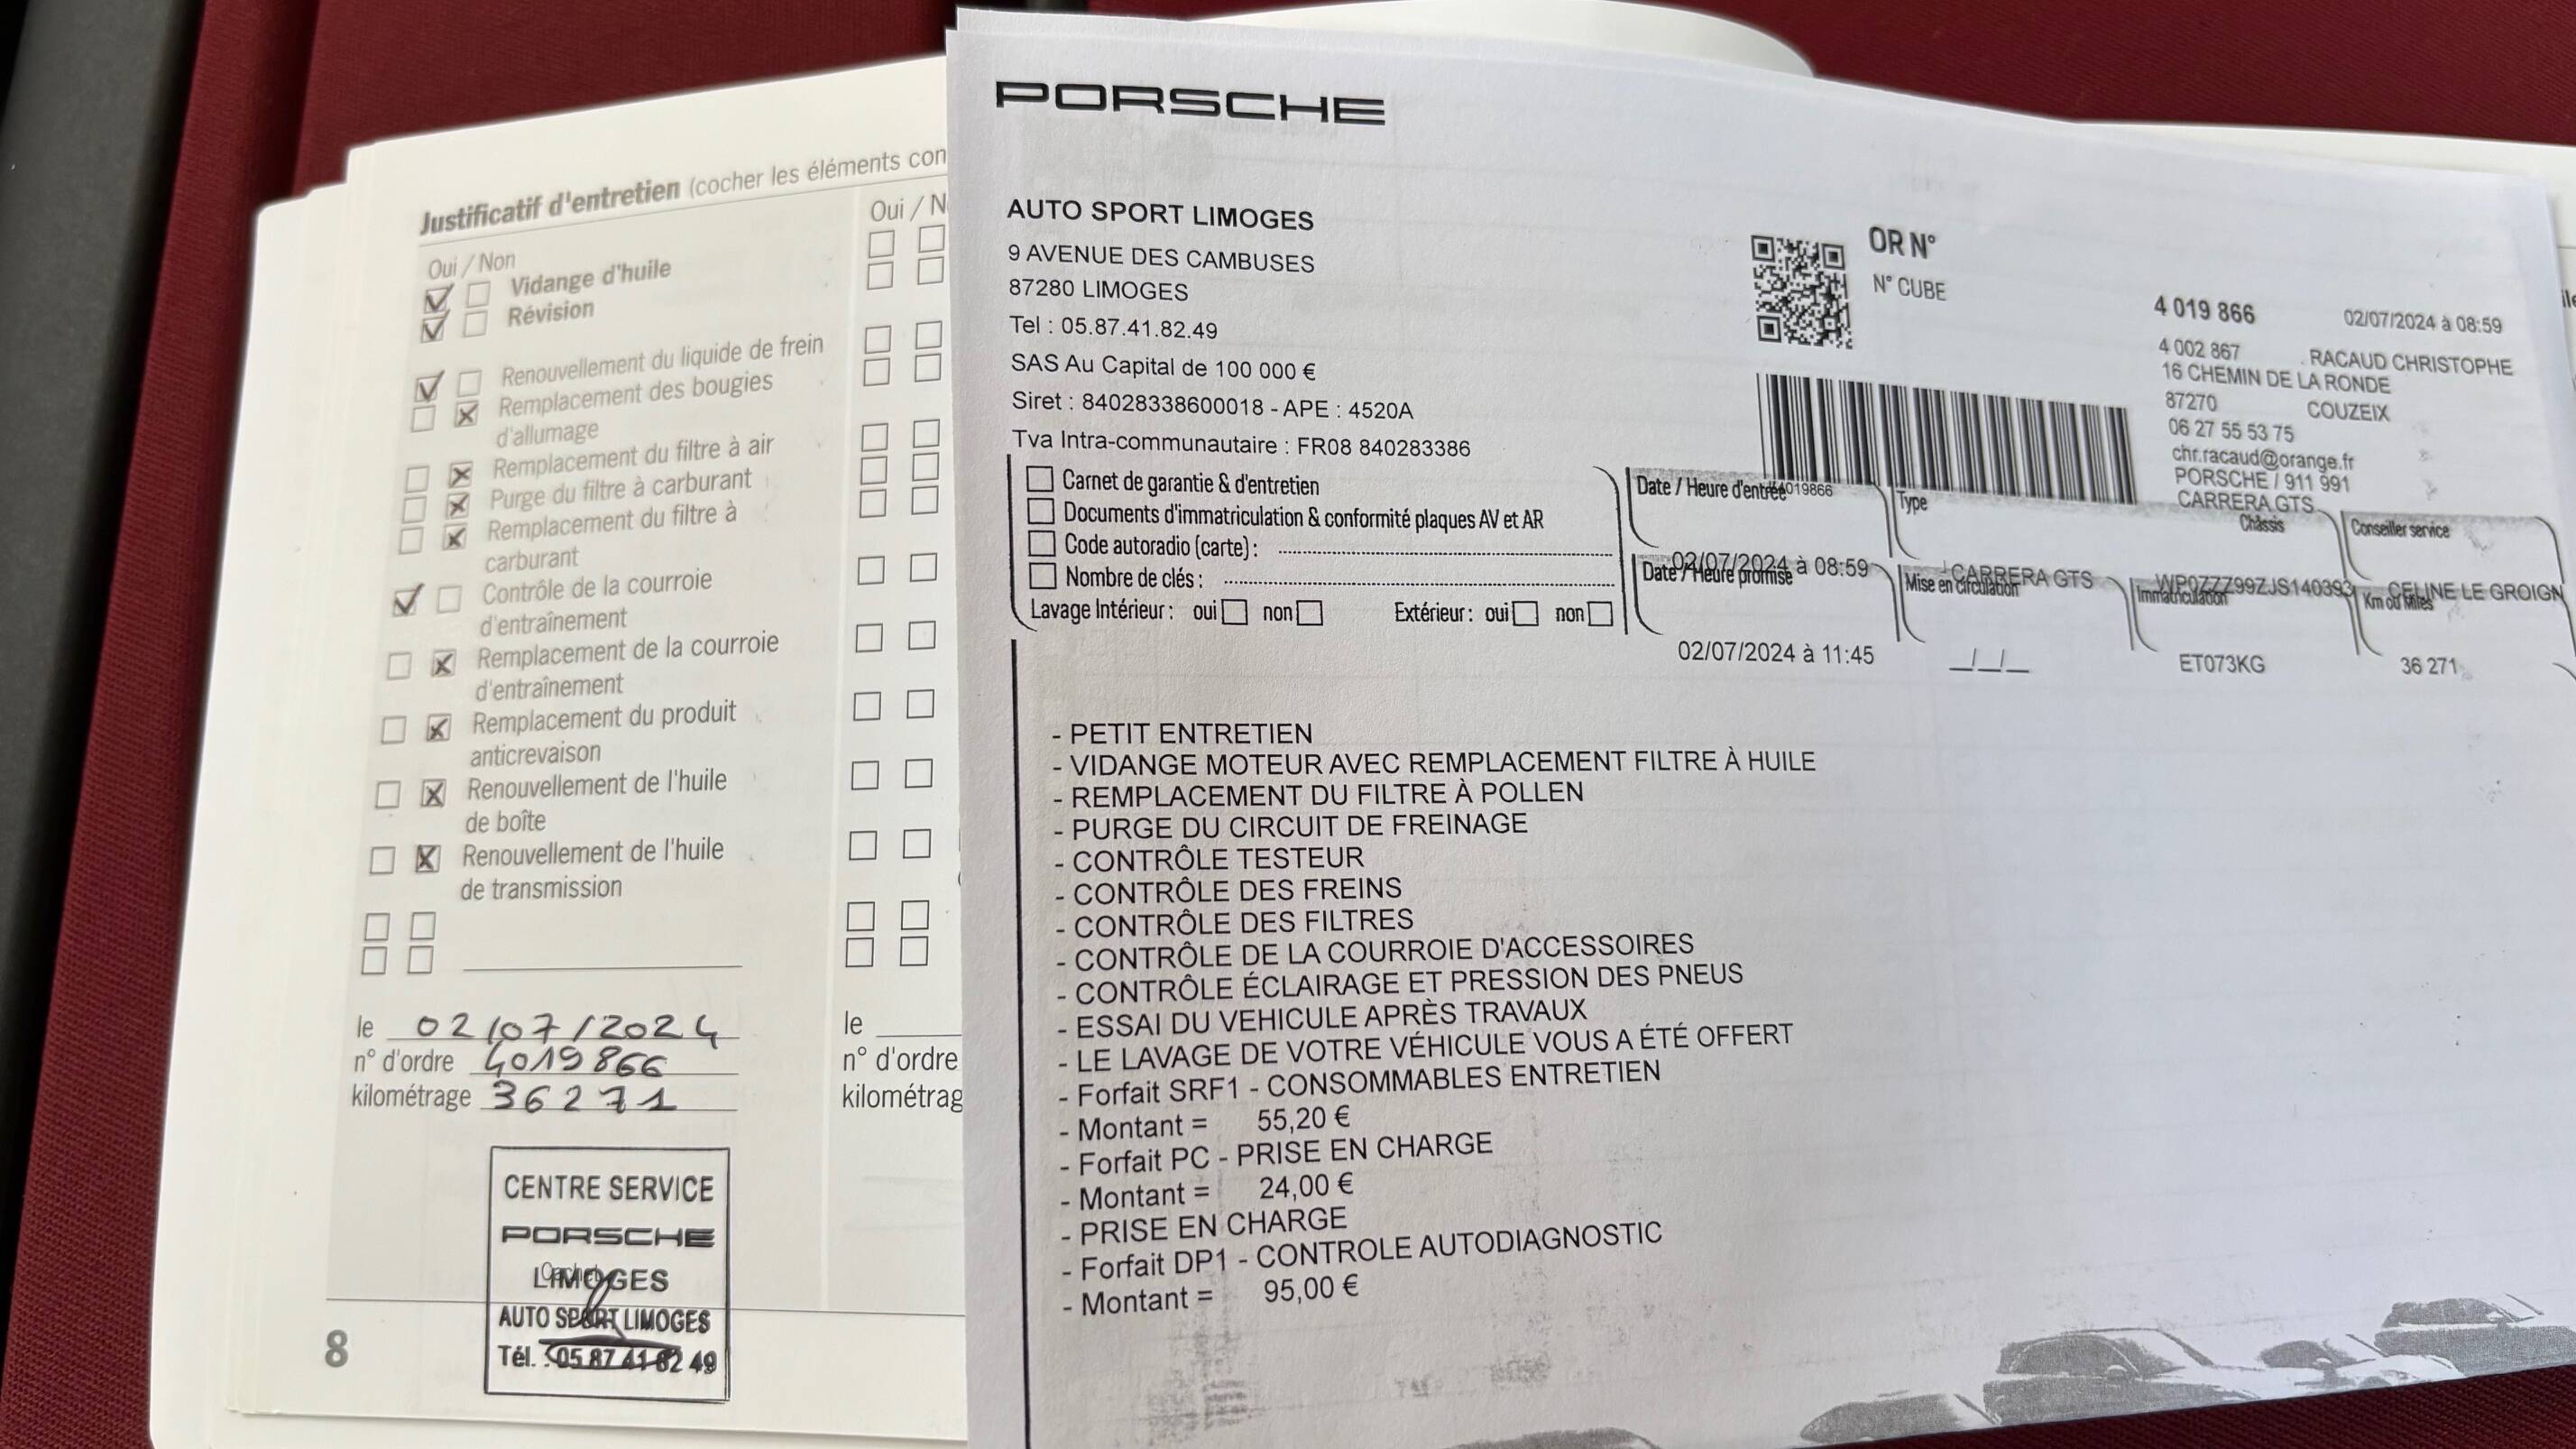 Justificatif d'entretien (cocher les éléments con
Oui / Non
Vidange d'huile
Révision
Renouvellement du liquide de frein
Remplacement des bougies
d'allumage
Remplacement du filtre à air
Purge du filtre à carburant
Remplacement du filtre à
carburant
Contrôle de la courroie
d'entraînement
Remplacement de la courroie
d'entraînement
Remplacement du produit
anticrevaison
Renouvellement de l'huile
de boîte
Renouvellement de l'huile
de transmission
le 02/07/2024
n° d'ordre 4019866
kilométrage 36271
CENTRE SERVICE
PORSCHE
LIMOGES
Cachet
AUTO SPORT LIMOGES
Tél. : 05 87 41 82 49
8
Oui / N
le
n° d'ordre
kilométrag
PORSCHE
AUTO SPORT LIMOGES
9 AVENUE DES CAMBUSES
87280 LIMOGES
Tel : 05.87.41.82.49
SAS Au Capital de 100 000 €
Siret : 84028338600018 - APE : 4520A
Tva Intra-communautaire : FR08 840283386
OR N°
N° CUBE
4 019 866 02/07/2024 à 08:59
4 002 867 RACAUD CHRISTOPHE
16 CHEMIN DE LA RONDE
87270 COUZEIX
06 27 55 53 75
chr.racaud@orange.fr
PORSCHE / 911 991
CARRERA GTS
Carnet de garantie & d'entretien
Documents d'immatriculation & conformité plaques AV et AR
Code autoradio (carte) :
Nombre de clés :
Lavage Intérieur : oui non Extérieur : oui non
Date / Heure d'entrée 4019866 Type Châssis Conseiller service
02/07/2024 à 08:59 CARRERA GTS WP0ZZZ99ZJS140393 CELINE LE GROIGN
Date / Heure promise Mise en circulation Immatriculation Km ou Miles
02/07/2024 à 11:45 _/_/_ ET073KG 36 271
- PETIT ENTRETIEN
- VIDANGE MOTEUR AVEC REMPLACEMENT FILTRE À HUILE
- REMPLACEMENT DU FILTRE À POLLEN
- PURGE DU CIRCUIT DE FREINAGE
- CONTRÔLE TESTEUR
- CONTRÔLE DES FREINS
- CONTRÔLE DES FILTRES
- CONTRÔLE DE LA COURROIE D'ACCESSOIRES
- CONTRÔLE ÉCLAIRAGE ET PRESSION DES PNEUS
- ESSAI DU VEHICULE APRÈS TRAVAUX
- LE LAVAGE DE VOTRE VÉHICULE VOUS A ÉTÉ OFFERT
- Forfait SRF1 - CONSOMMABLES ENTRETIEN
- Montant = 55,20 €
- Forfait PC - PRISE EN CHARGE
- Montant = 24,00 €
- PRISE EN CHARGE
- Forfait DP1 - CONTROLE AUTODIAGNOSTIC
- Montant = 95,00 €